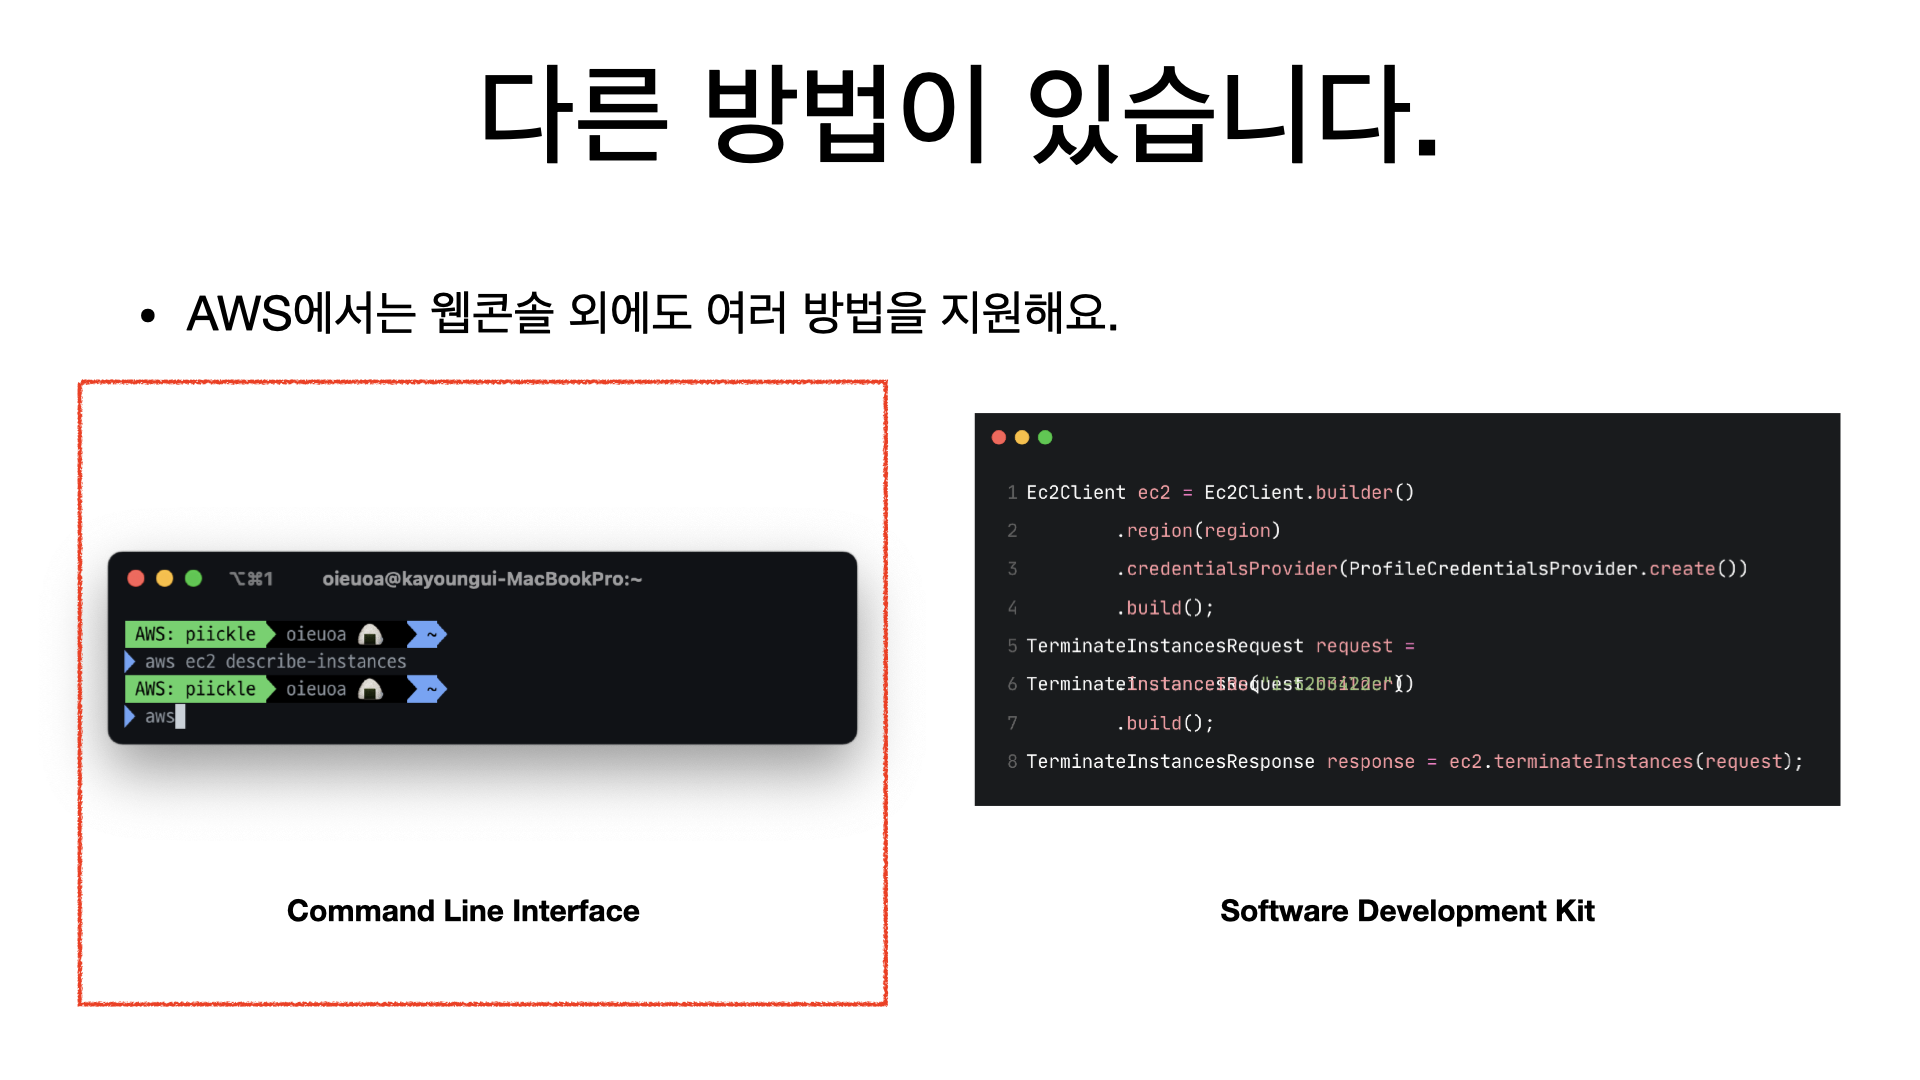 다른 방법이 있습니다.
• AWS에서는 웹콘솔 외에도 여러 방법을 지원해요.
⌥⌘1 oieuoa@kayoungui-MacBookPro:~
AWS: piickle oieuoa 🍙 ~
aws ec2 describe-instances
AWS: piickle oieuoa 🍙 ~
aws
Command Line Interface
1 Ec2Client ec2 = Ec2Client.builder()
2 .region(region)
3 .credentialsProvider(ProfileCredentialsProvider.create())
4 .build();
5 TerminateInstancesRequest request =
6
7 .build();
8 TerminateInstancesResponse response = ec2.terminateInstances(request);
Software Development Kit